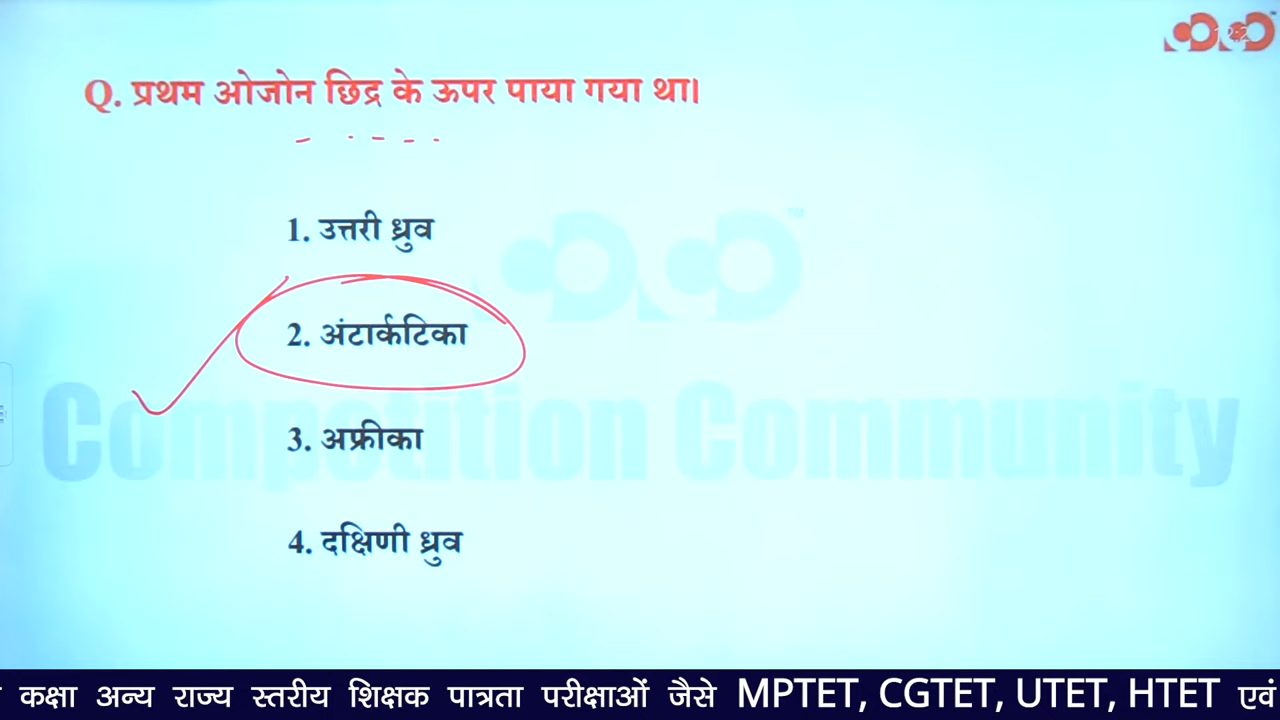 Q. प्रथम ओजोन छिद्र के ऊपर पाया गया था।
1. उत्तरी ध्रुव
2. अंटार्कटिका
3. अफ्रीका
4. दक्षिणी ध्रुव
Competition Community
कक्षा अन्य राज्य स्तरीय शिक्षक पात्रता परीक्षाओं जैसे MPTET, CGTET, UTET, HTET एवं